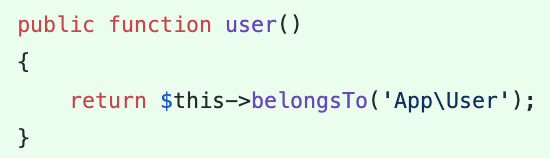 public function user()
{
    return $this->belongsTo('App\User');
}